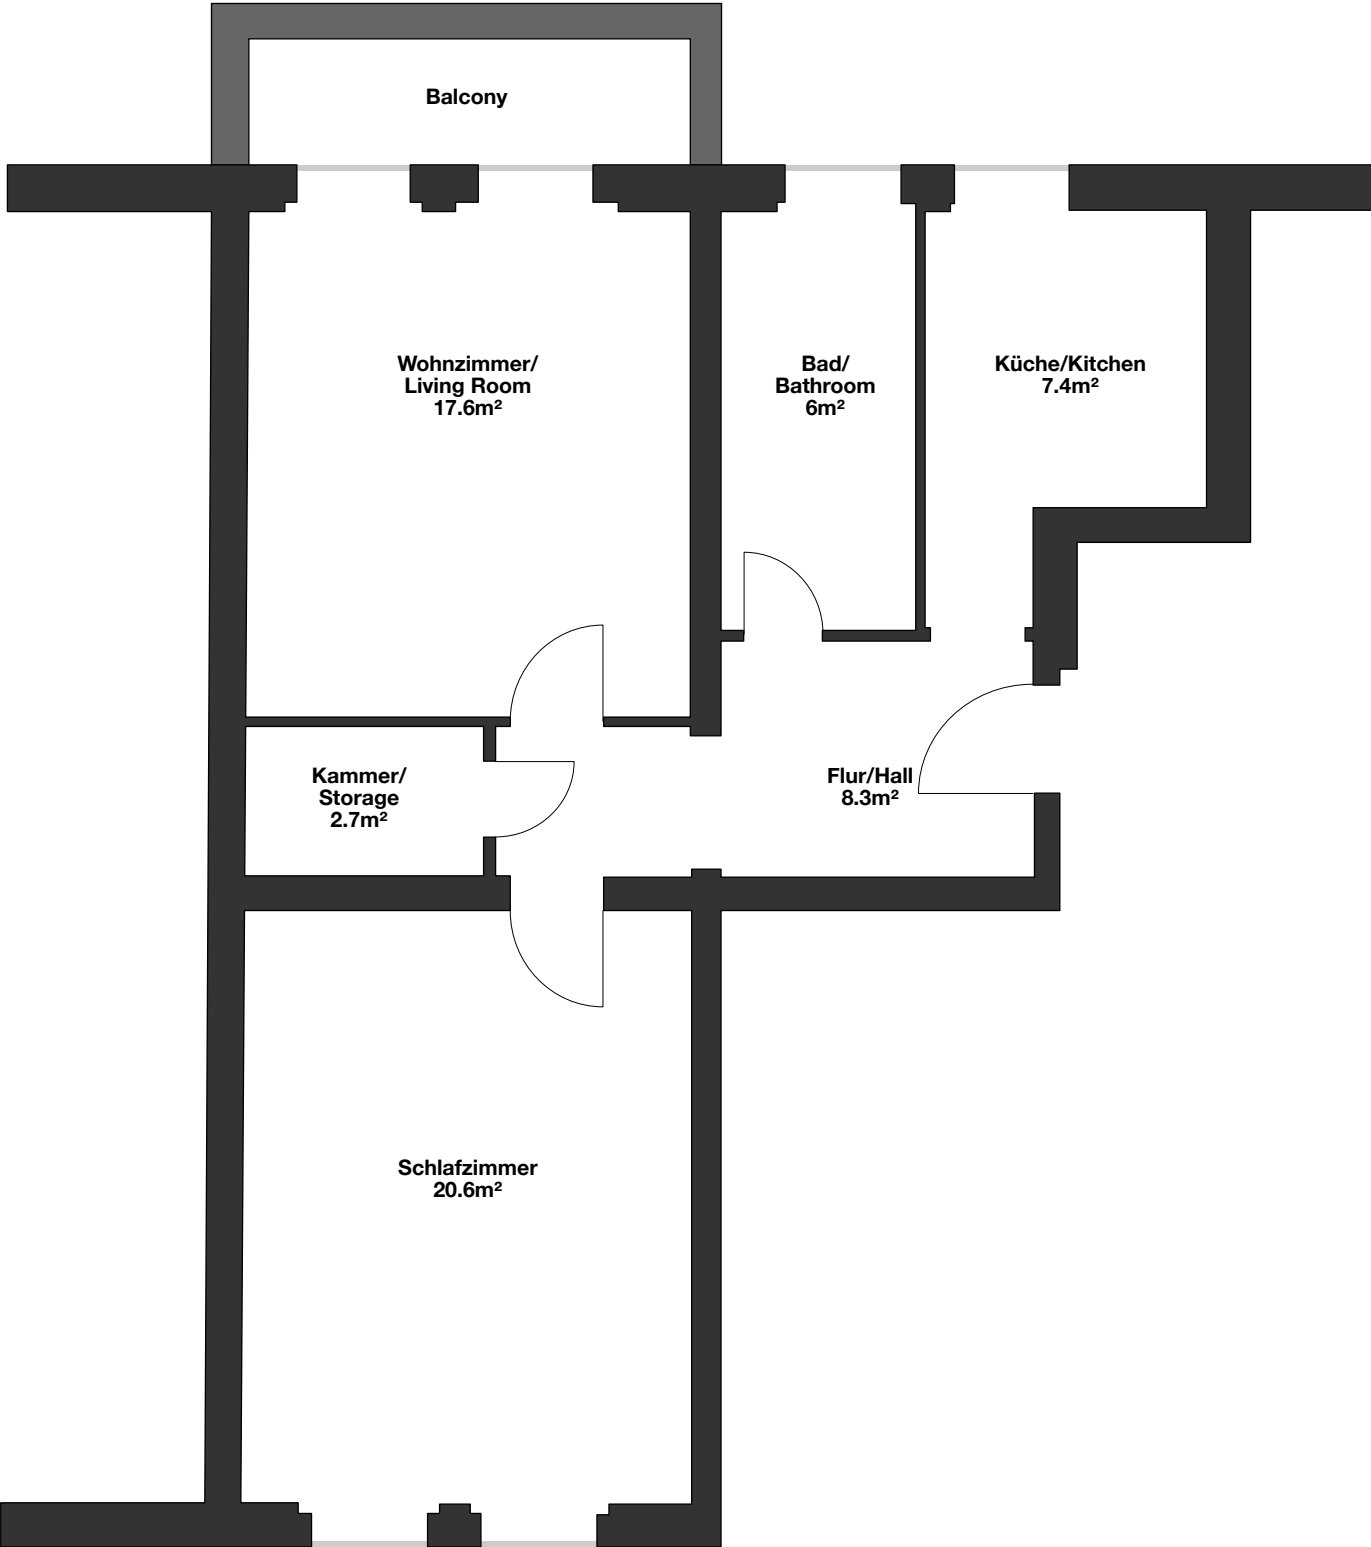 Balcony
Wohnzimmer/
Living Room
17.6m²
Bad/
Bathroom
6m²
Küche/Kitchen
7.4m²
Kammer/
Storage
2.7m²
Flur/Hall
8.3m²
Schlafzimmer
20.6m²